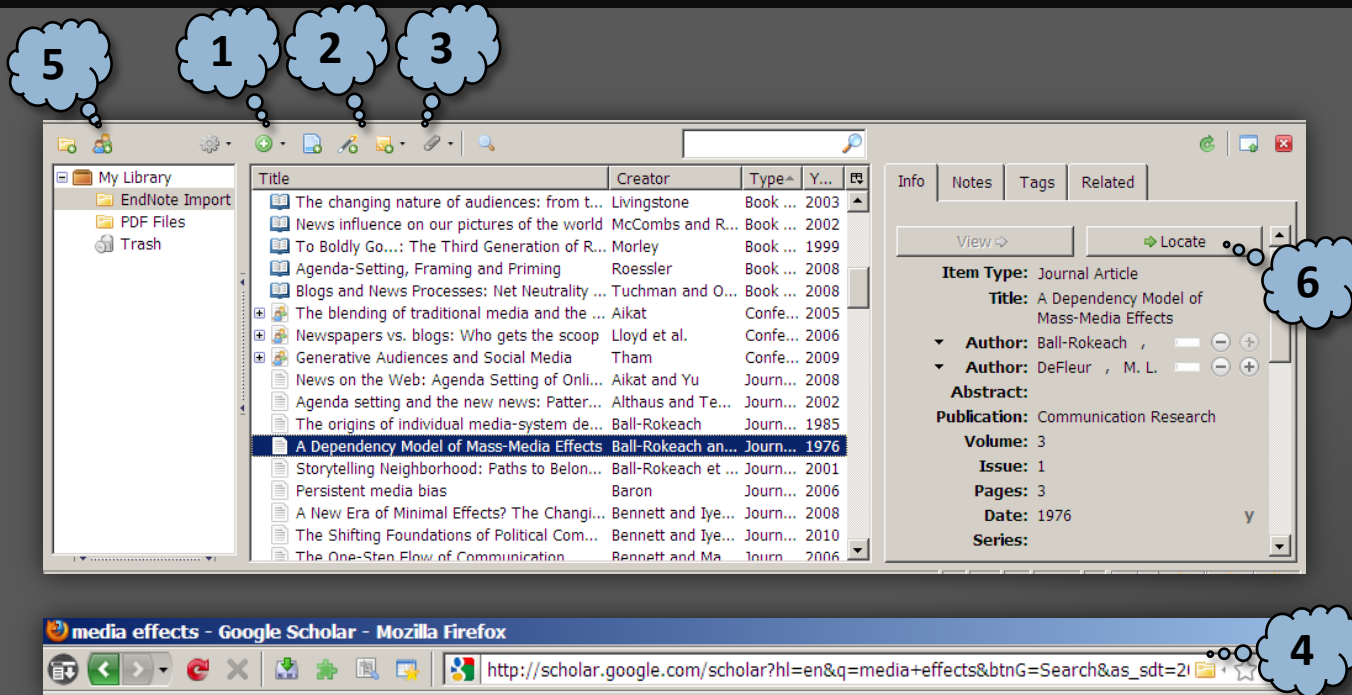 5
1
2
3
My Library
EndNote Import
PDF Files
Trash
Title Creator Type Y...
The changing nature of audiences: from t... Livingstone Book ... 2003
News influence on our pictures of the world McCombs and R... Book ... 2002
To Boldly Go...: The Third Generation of R... Morley Book ... 1999
Agenda-Setting, Framing and Priming Roessler Book ... 2008
Blogs and News Processes: Net Neutrality ... Tuchman and O... Book ... 2008
The blending of traditional media and the ... Aikat Confe... 2005
Newspapers vs. blogs: Who gets the scoop Lloyd et al. Confe... 2006
Generative Audiences and Social Media Tham Confe... 2009
News on the Web: Agenda Setting of Onli... Aikat and Yu Journ... 2008
Agenda setting and the new news: Patter... Althaus and Te... Journ... 2002
The origins of individual media-system de... Ball-Rokeach Journ... 1985
A Dependency Model of Mass-Media Effects Ball-Rokeach an... Journ... 1976
Storytelling Neighborhood: Paths to Belon... Ball-Rokeach et ... Journ... 2001
Persistent media bias Baron Journ... 2006
A New Era of Minimal Effects? The Changi... Bennett and Iye... Journ... 2008
The Shifting Foundations of Political Com... Bennett and Iye... Journ... 2010
The One-Step Flow of Communication Bennett and Ma Journ 2006
Info Notes Tags Related
View Locate
6
Item Type: Journal Article
Title: A Dependency Model of
Mass-Media Effects
Author: Ball-Rokeach ,
Author: DeFleur , M. L.
Abstract:
Publication: Communication Research
Volume: 3
Issue: 1
Pages: 3
Date: 1976 y
Series:
media effects - Google Scholar - Mozilla Firefox
4
http://scholar.google.com/scholar?hl=en&q=media+effects&btnG=Search&as_sdt=2